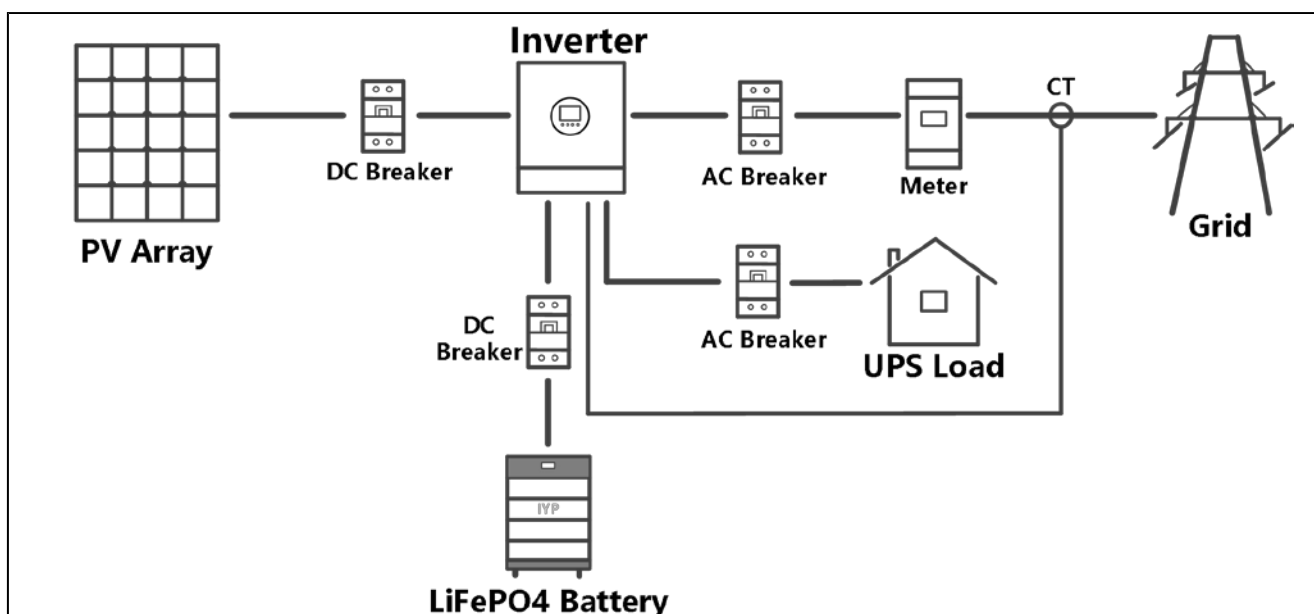 Inverter
CT
DC Breaker
AC Breaker
Meter
PV Array
Grid
DC
Breaker
AC Breaker
UPS Load
IYP
LiFePO4 Battery